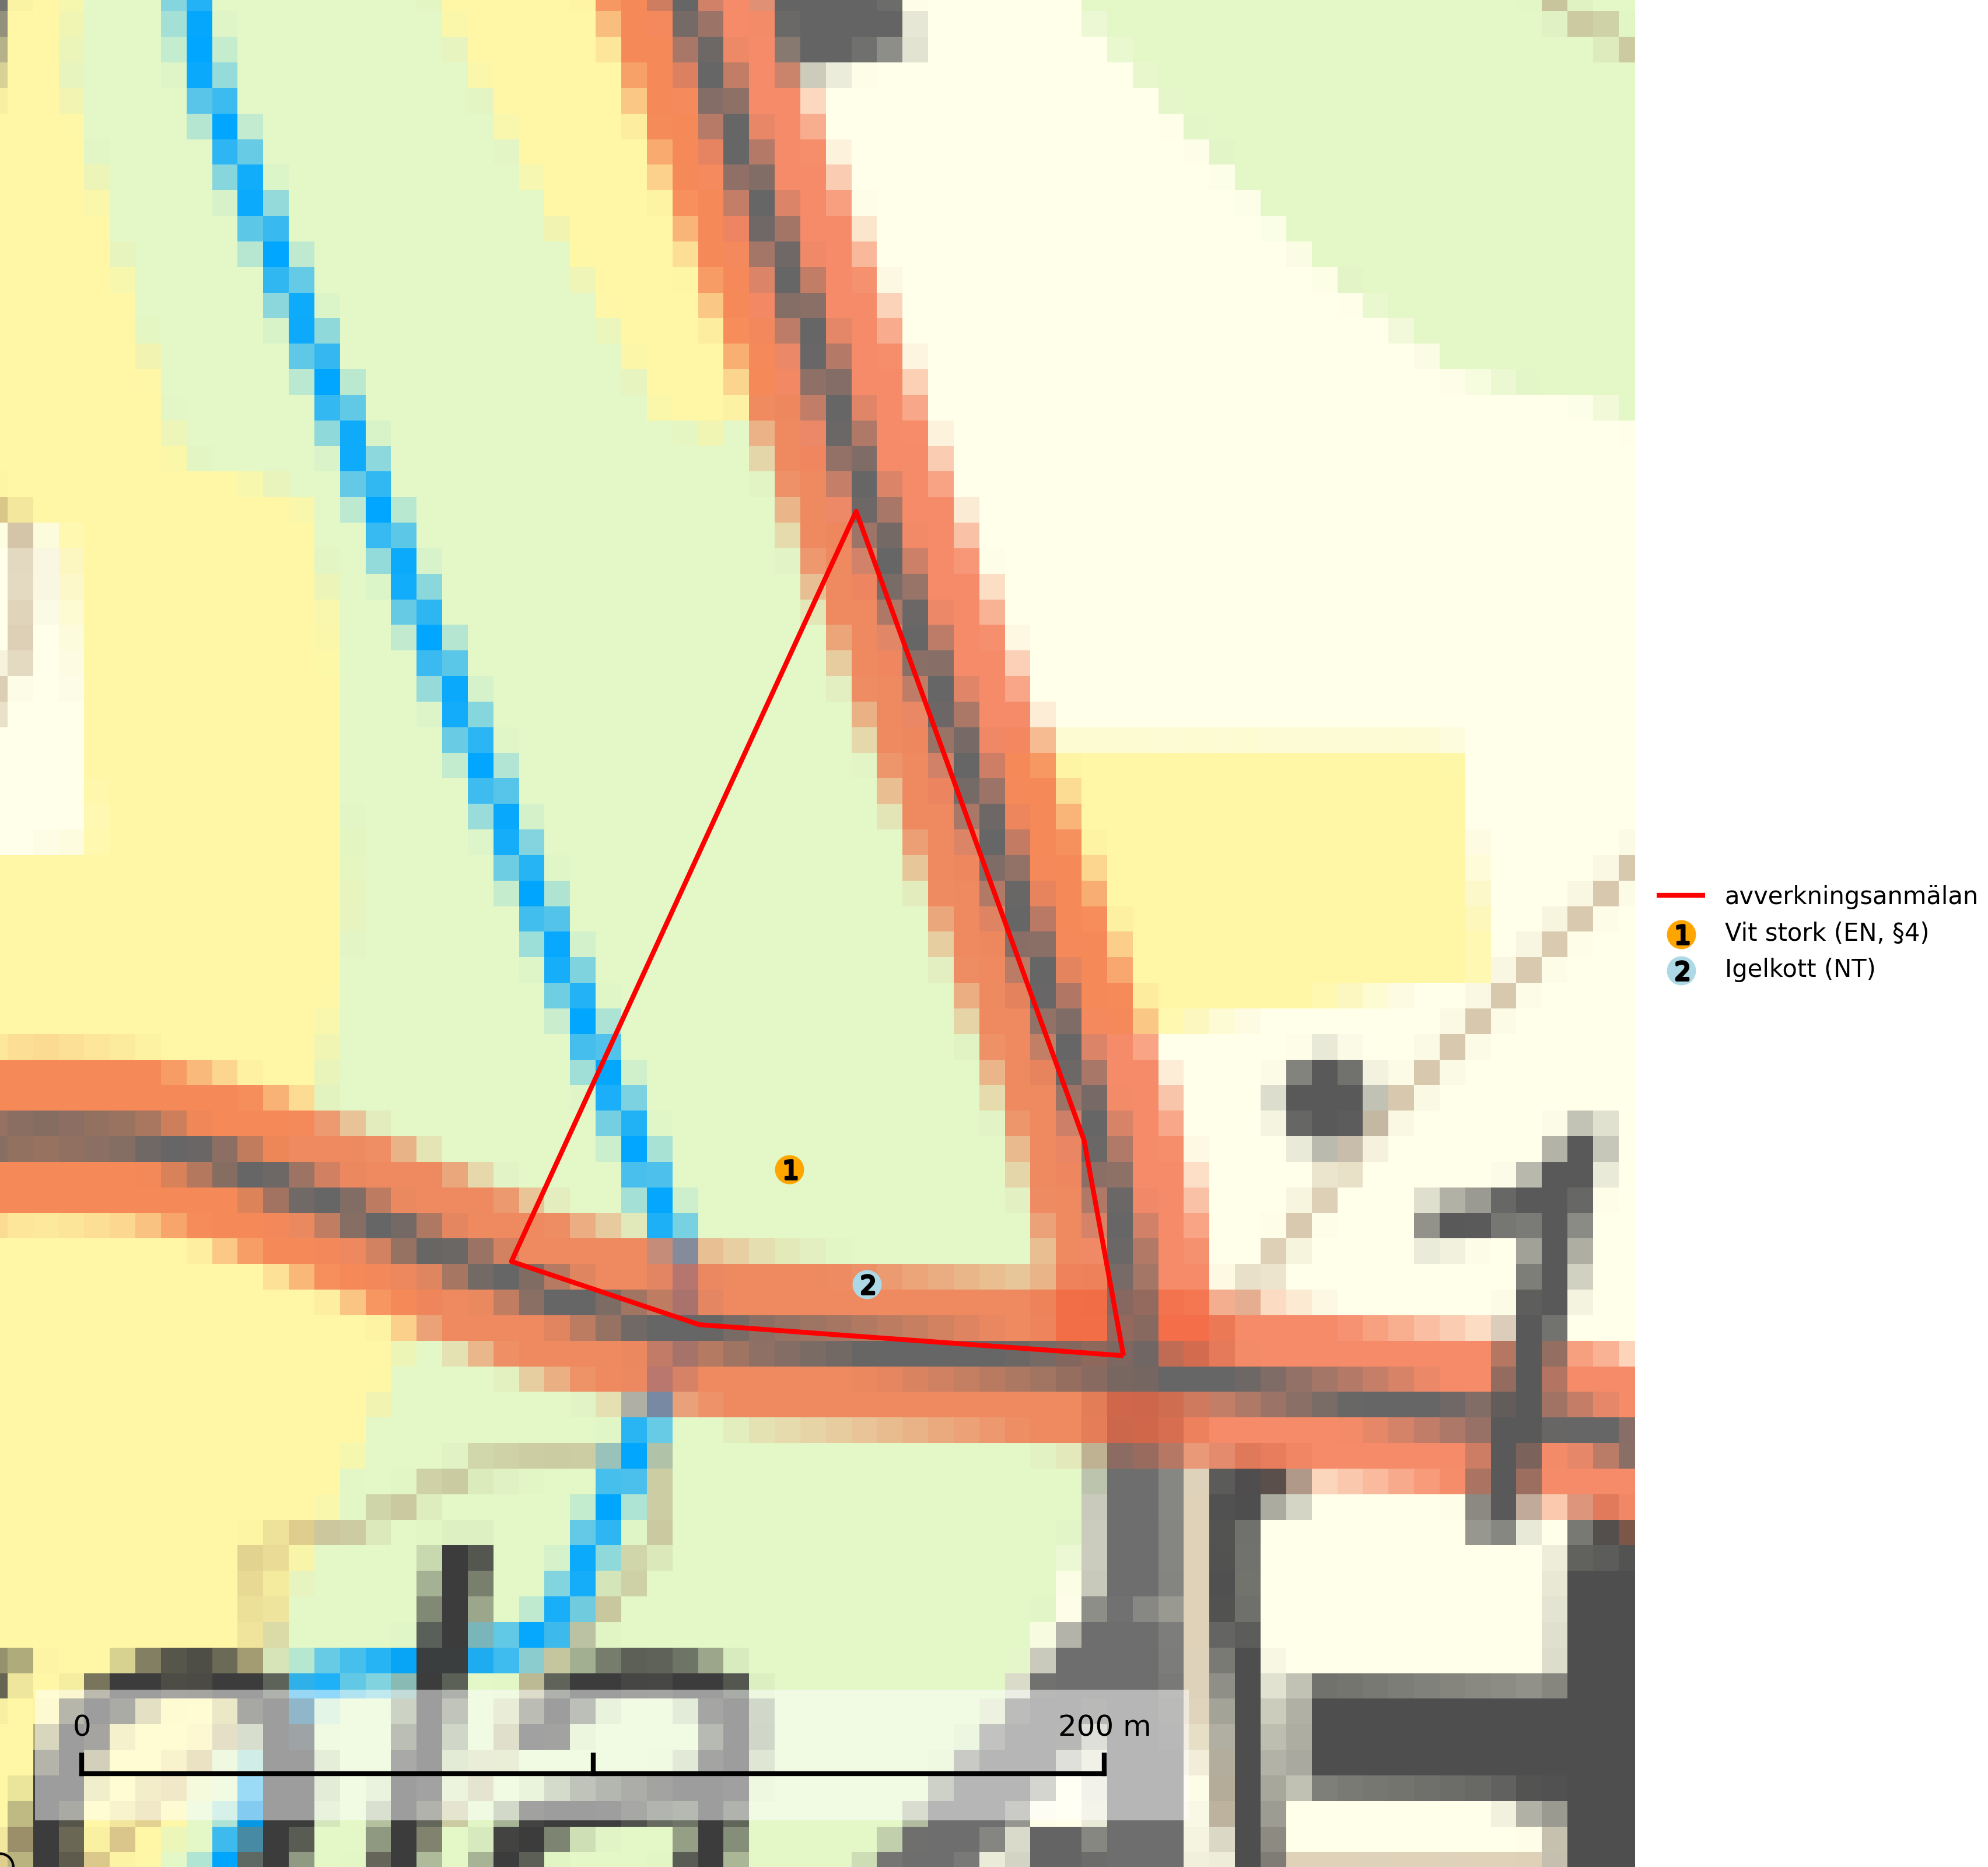 avverkningsanmälan
1 Vit stork (EN, §4)
2 Igelkott (NT)
1
2
0 200 m